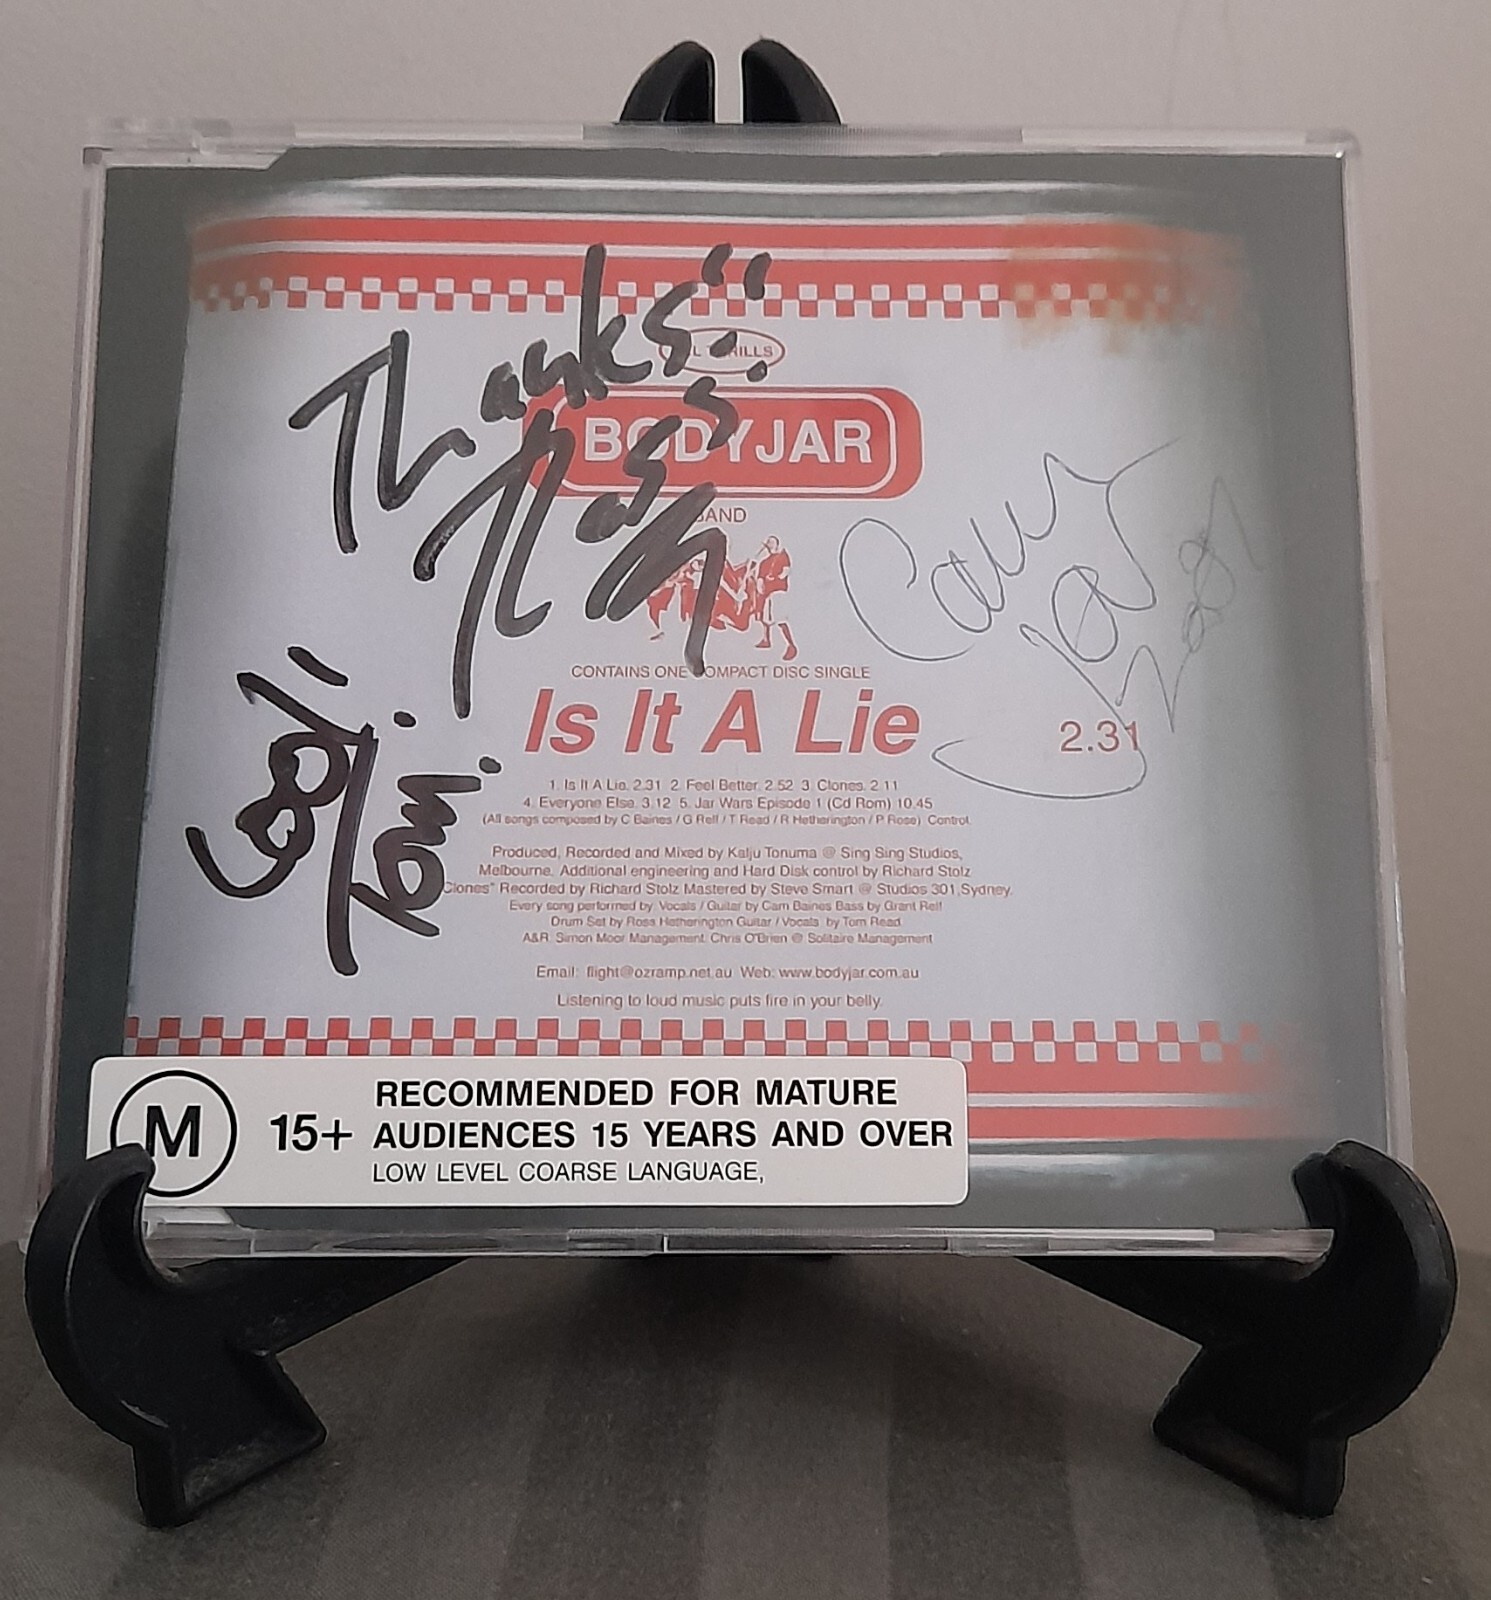 Thanks
Ross
BODYJAR
BAND
Cam
CONTAINS ONE COMPACT DISC SINGLE
Is It A Lie
2.31
1. Is It A Lie. 2.31 2. Feel Better. 2.52 3. Clones. 2.11
4. Everyone Else. 3.12 5. Jar Wars Episode 1 (Cd Rom) 10.45
(All songs composed by C Baines / G Relf / T Read / R Hetherington / P Rose) Control.
Cool!
Tom.
Produced, Recorded and Mixed by Kalju Tonuma @ Sing Sing Studios,
Melbourne. Additional engineering and Hard Disk control by Richard Stolz
Clones" Recorded by Richard Stolz Mastered by Steve Smart @ Studios 301,Sydney.
Every song performed by: Vocals / Guitar by Cam Baines Bass by Grant Relf
Drum Set by Ross Hetherington Guitar / Vocals by Tom Read
A&R: Simon Moor Management: Chris O'Brien @ Solitaire Management
Email: flight@ozramp.net.au Web: www.bodyjar.com.au
Listening to loud music puts fire in your belly.
M 15+
RECOMMENDED FOR MATURE
AUDIENCES 15 YEARS AND OVER
LOW LEVEL COARSE LANGUAGE,